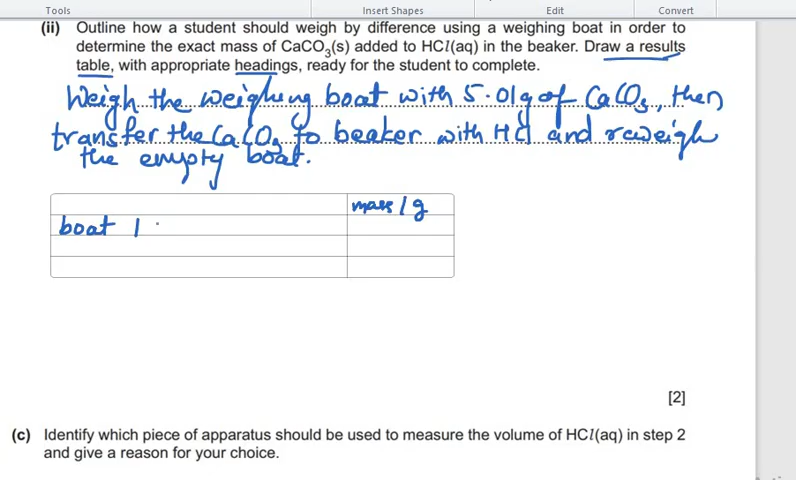 Tools
Insert Shapes
Edit
Convert
(ii) Outline how a student should weigh by difference using a weighing boat in order to
determine the exact mass of CaCO₃(s) added to HCl(aq) in the beaker. Draw a results
table, with appropriate headings, ready for the student to complete.
Weigh the weighing boat with 5.01g of CaCO₃, then
transfer the CaCO₃ to beaker with HCl and reweigh
the empty boat.
mass / g
boat 1
[2]
(c) Identify which piece of apparatus should be used to measure the volume of HCl(aq) in step 2
and give a reason for your choice.